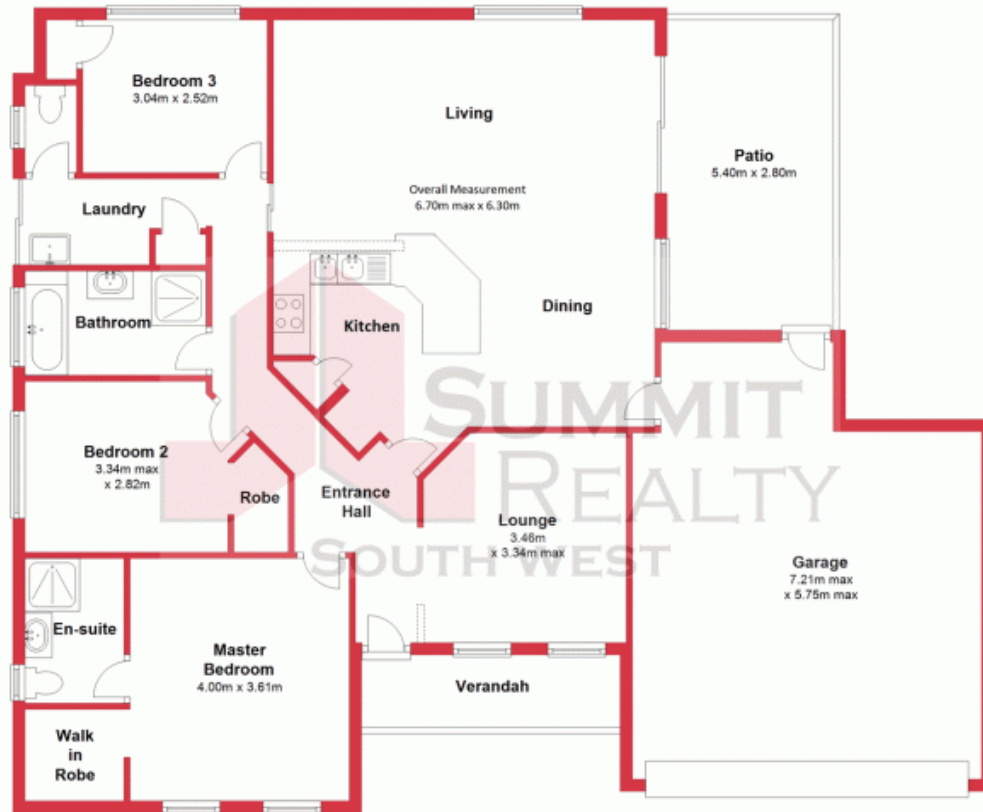 Bedroom 3
3.04m x 2.52m
Living
Patio
5.40m x 2.80m
Overall Measurement
6.70m max x 6.30m
Laundry
Dining
Kitchen
Bathroom
Bedroom 2
3.34m max
x 2.82m
Robe
Entrance
Hall
Lounge
3.46m
x 3.34m max
Garage
7.21m max
x 5.75m max
SUMMIT
REALTY
SOUTH WEST
En-suite
Master
Bedroom
4.00m x 3.61m
Verandah
Walk
in
Robe